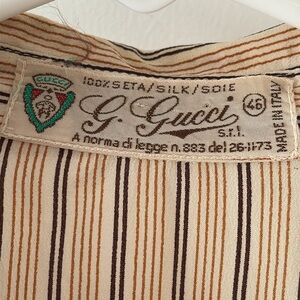 GUCCI
100% SETA/SILK/SOIE
G. Gucci
s.r.l.
46
A norma di legge n. 883 del 26-11-73
MADE IN ITALY